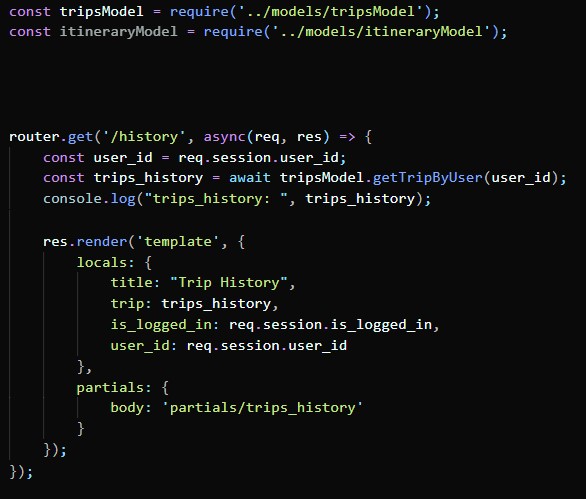 const tripsModel = require('../models/tripsModel');
const itineraryModel = require('../models/itineraryModel');
router.get('/history', async(req, res) => {
    const user_id = req.session.user_id;
    const trips_history = await tripsModel.getTripByUser(user_id);
    console.log("trips_history: ", trips_history);
    res.render('template', {
        locals: {
            title: "Trip History",
            trip: trips_history,
            is_logged_in: req.session.is_logged_in,
            user_id: req.session.user_id
        },
        partials: {
            body: 'partials/trips_history'
        }
    });
});